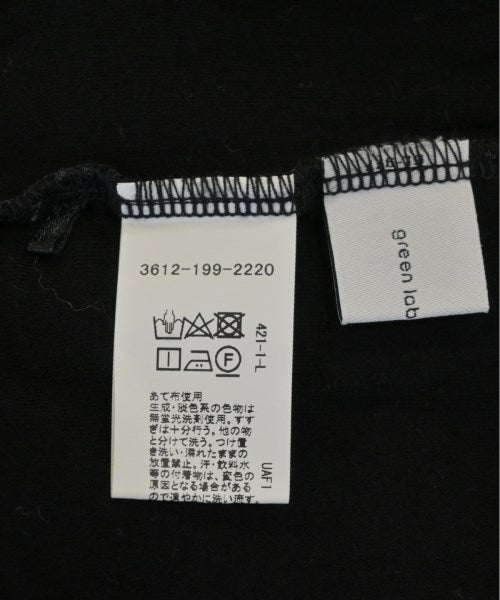 3612-199-2220
421-1-L
F
あて布使用
生成・淡色系の色物は
無蛍光洗剤使用。すす
ぎは十分行う。他の物
と分けて洗う。つけ置
き洗い・濡れたままの
放置禁止。汗・飲料水
等の付着物は、変色の
原因となる場合がある
ので速やかに洗い流す。
UAF1
green lab